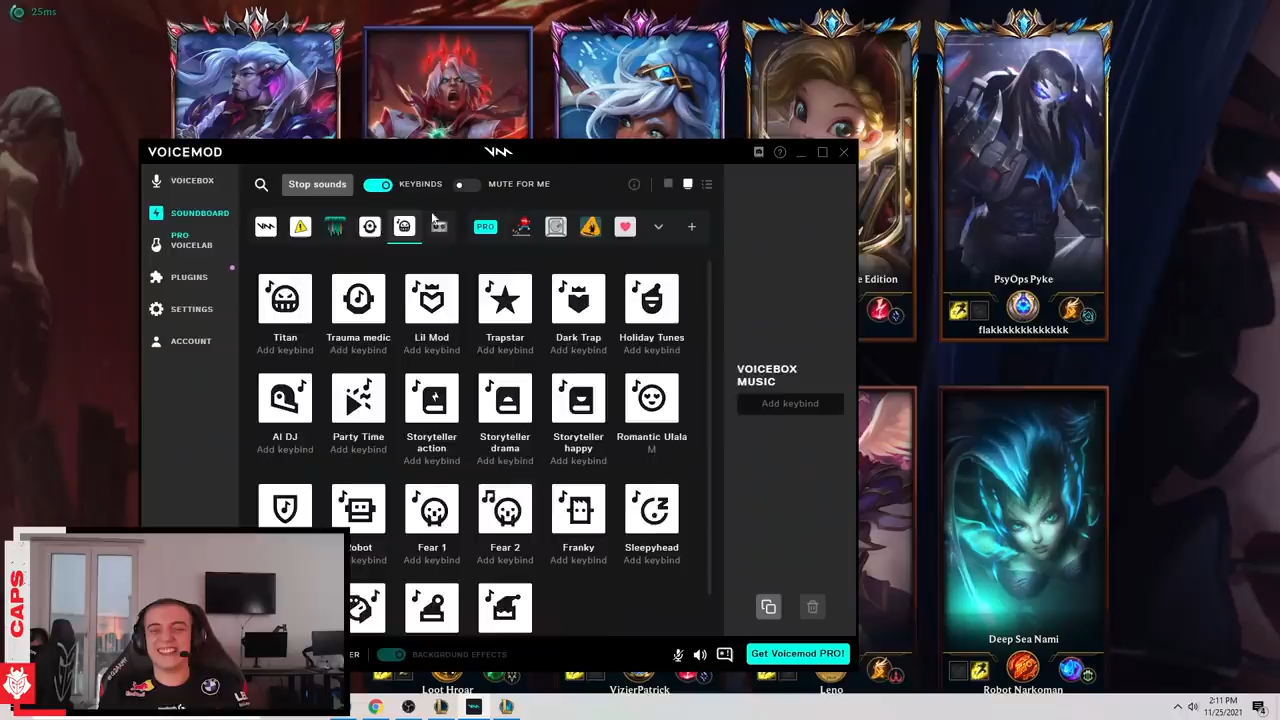 25ms
VOICEMOD
VOICEBOX
Stop sounds
KEYBINDS
MUTE FOR ME
SOUNDBOARD
PRO
PRO
VOICELAB
PLUGINS
SETTINGS
ACCOUNT
Titan
Trauma medic
Lil Mod
Trapstar
Dark Trap
Holiday Tunes
Add keybind
Add keybind
Add keybind
Add keybind
Add keybind
Add keybind
AI DJ
Party Time
Storyteller action
Storyteller drama
Storyteller happy
Romantic Ulala
Add keybind
Add keybind
Add keybind
Add keybind
Add keybind
M
obot
Fear 1
Fear 2
Franky
Sleepyhead
Add keybind
Add keybind
Add keybind
Add keybind
Add keybind
VOICEBOX
MUSIC
Add keybind
ER
BACKGROUND EFFECTS
Get Voicemod PRO!
e Edition
PsyOps Pyke
flakkkkkkkkkkkkk
Deep Sea Nami
Loot Hroar
VizierPatrick
Leno
Robot Narkoman
CAPS
2:11 PM
11/25/2021
4